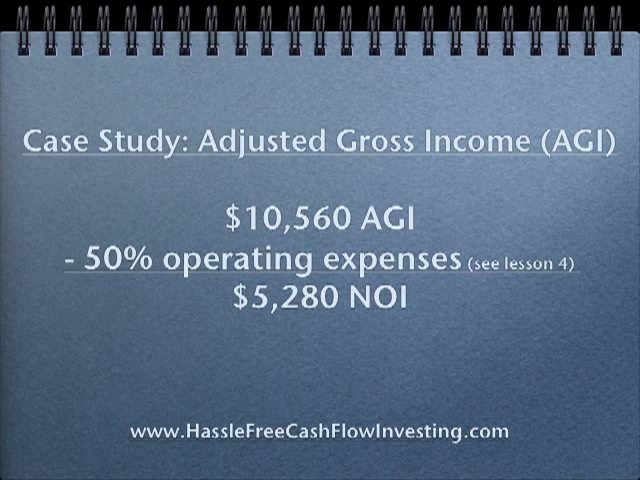 Case Study: Adjusted Gross Income (AGI)
$10,560 AGI
- 50% operating expenses (see lesson 4)
$5,280 NOI
www.HassleFreeCashFlowInvesting.com